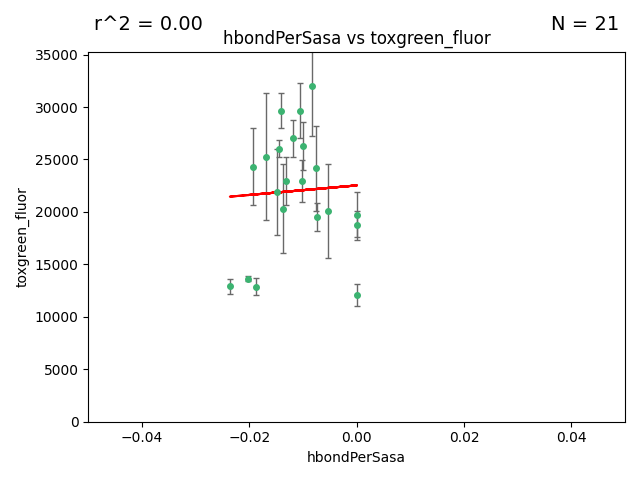 r^2 = 0.00
N = 21
hbondPerSasa vs toxgreen_fluor
35000
30000
25000
20000
15000
10000
5000
0
toxgreen_fluor
−0.04
−0.02
0.00
0.02
0.04
hbondPerSasa